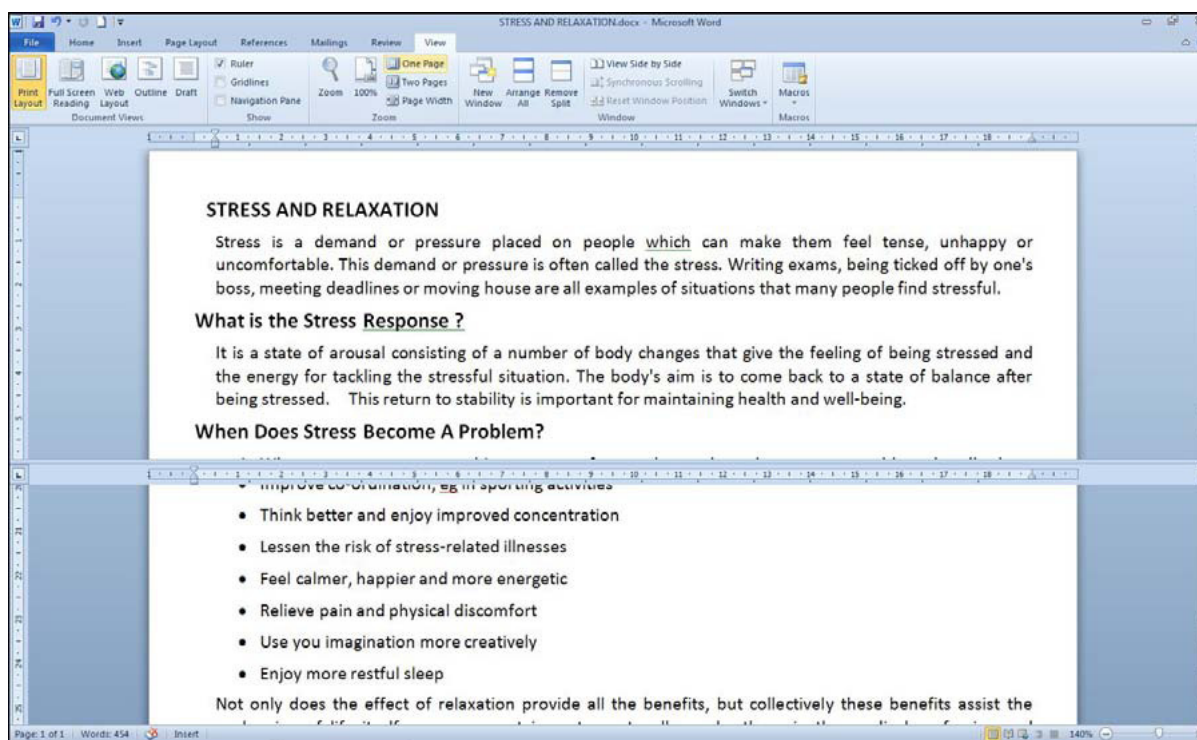 STRESS AND RELAXATION.docx - Microsoft Word
File Home Insert Page Layout References Mailings Review View
Print Layout
Full Screen Reading
Web Layout
Outline
Draft
Document Views
Ruler
Gridlines
Navigation Pane
Show
Zoom
100%
One Page
Two Pages
Page Width
Zoom
New Window
Arrange All
Remove Split
View Side by Side
Synchronous Scrolling
Reset Window Position
Window
Switch Windows
Macros
Macros
STRESS AND RELAXATION
Stress is a demand or pressure placed on people which can make them feel tense, unhappy or
uncomfortable. This demand or pressure is often called the stress. Writing exams, being ticked off by one's
boss, meeting deadlines or moving house are all examples of situations that many people find stressful.
What is the Stress Response ?
It is a state of arousal consisting of a number of body changes that give the feeling of being stressed and
the energy for tackling the stressful situation. The body's aim is to come back to a state of balance after
being stressed. This return to stability is important for maintaining health and well-being.
When Does Stress Become A Problem?
• Improve co-ordination, eg in sporting activities
• Think better and enjoy improved concentration
• Lessen the risk of stress-related illnesses
• Feel calmer, happier and more energetic
• Relieve pain and physical discomfort
• Use you imagination more creatively
• Enjoy more restful sleep
Not only does the effect of relaxation provide all the benefits, but collectively these benefits assist the
Page: 1 of 1 Words: 454 Insert 140%